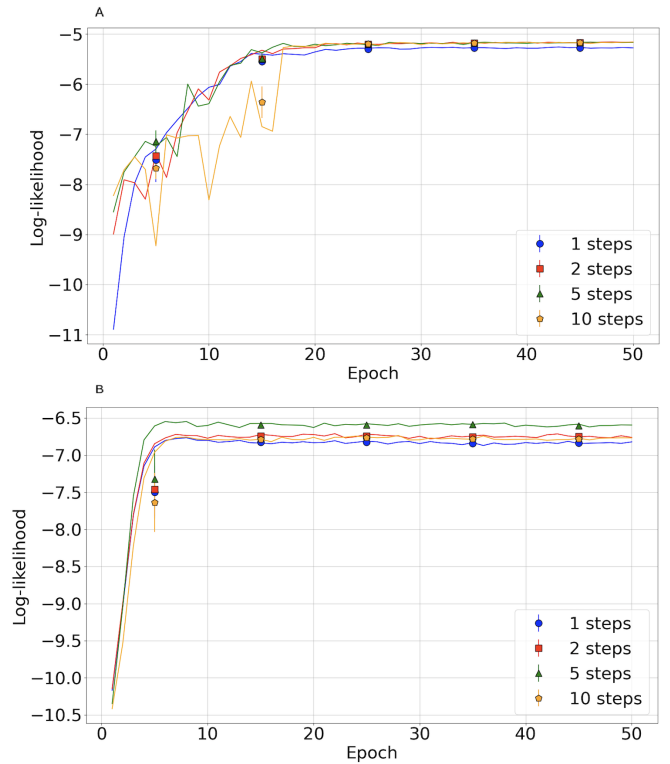 A
−5
−6
−7
−8
−9
−10
−11
Log-likelihood
1 steps
2 steps
5 steps
10 steps
0 10 20 30 40 50
Epoch
B
−6.5
−7.0
−7.5
−8.0
−8.5
−9.0
−9.5
−10.0
−10.5
Log-likelihood
1 steps
2 steps
5 steps
10 steps
0 10 20 30 40 50
Epoch